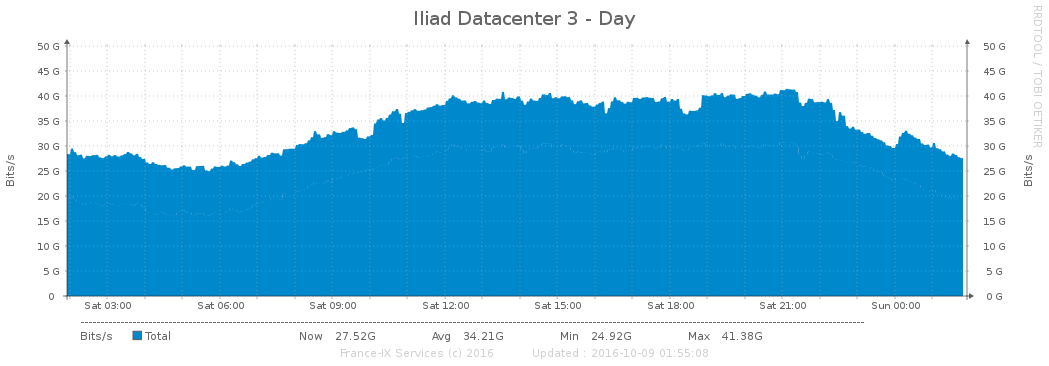 Iliad Datacenter 3 - Day
RRDTOOL / TOBI OETIKER
50 G 50 G
45 G 45 G
40 G 40 G
35 G 35 G
30 G 30 G
25 G 25 G
20 G 20 G
15 G 15 G
10 G 10 G
5 G 5 G
0 0 G
Bits/s Bits/s
Sat 03:00 Sat 06:00 Sat 09:00 Sat 12:00 Sat 15:00 Sat 18:00 Sat 21:00 Sun 00:00
Bits/s Total Now 27.52G Avg 34.21G Min 24.92G Max 41.38G
France-IX Services (c) 2016 Updated : 2016-10-09 01:55:08